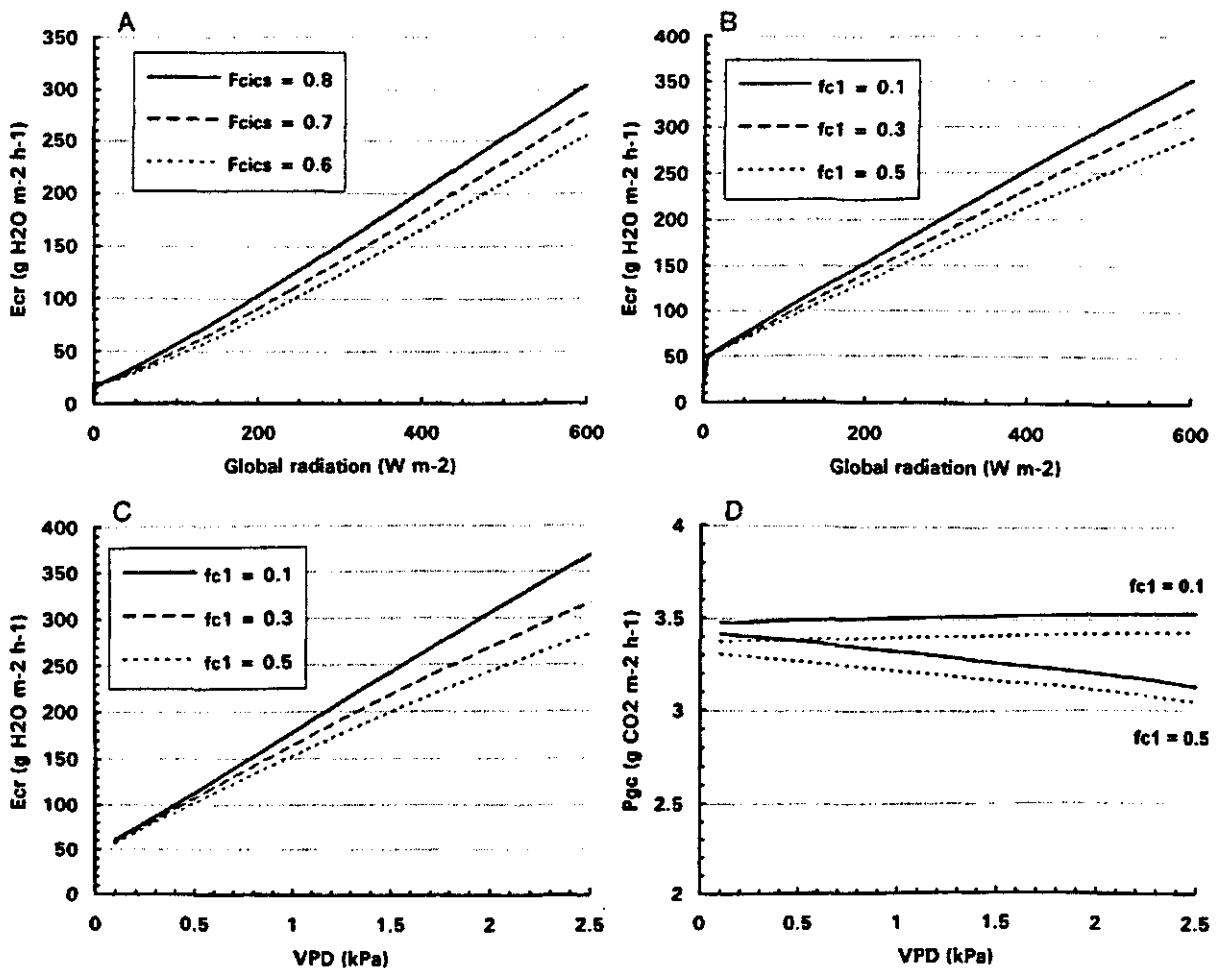 A
Ecr (g H2O m-2 h-1)
350
300
250
200
150
100
50
0
Fcics = 0.8
Fcics = 0.7
Fcics = 0.6
0 200 400 600
Global radiation (W m-2)
B
Ecr (g H2O m-2 h-1)
400
350
300
250
200
150
100
50
0
fc1 = 0.1
fc1 = 0.3
fc1 = 0.5
0 200 400 600
Global radiation (W m-2)
C
Ecr (g H2O m-2 h-1)
400
350
300
250
200
150
100
50
0
fc1 = 0.1
fc1 = 0.3
fc1 = 0.5
0 0.5 1 1.5 2 2.5
VPD (kPa)
D
Pgc (g CO2 m-2 h-1)
4
3.5
3
2.5
2
fc1 = 0.1
fc1 = 0.5
0 0.5 1 1.5 2 2.5
VPD (kPa)